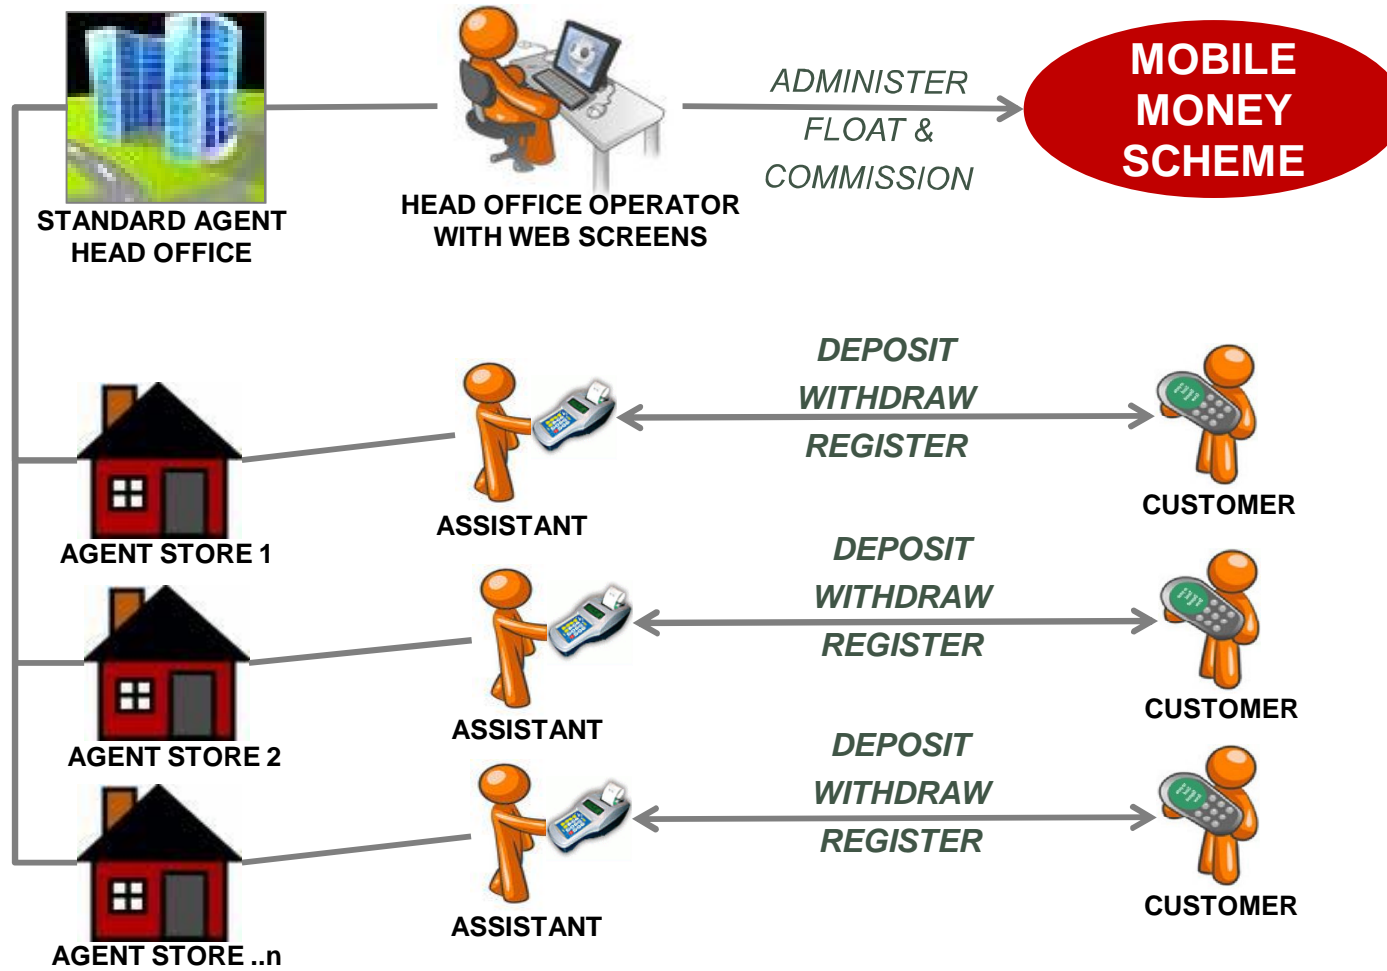 MOBILE
MONEY
SCHEME
ADMINISTER
FLOAT &
COMMISSION
STANDARD AGENT
HEAD OFFICE
HEAD OFFICE OPERATOR
WITH WEB SCREENS
DEPOSIT
WITHDRAW
REGISTER
AGENT STORE 1
ASSISTANT
CUSTOMER
DEPOSIT
WITHDRAW
REGISTER
AGENT STORE 2
ASSISTANT
CUSTOMER
DEPOSIT
WITHDRAW
REGISTER
AGENT STORE ..n
ASSISTANT
CUSTOMER